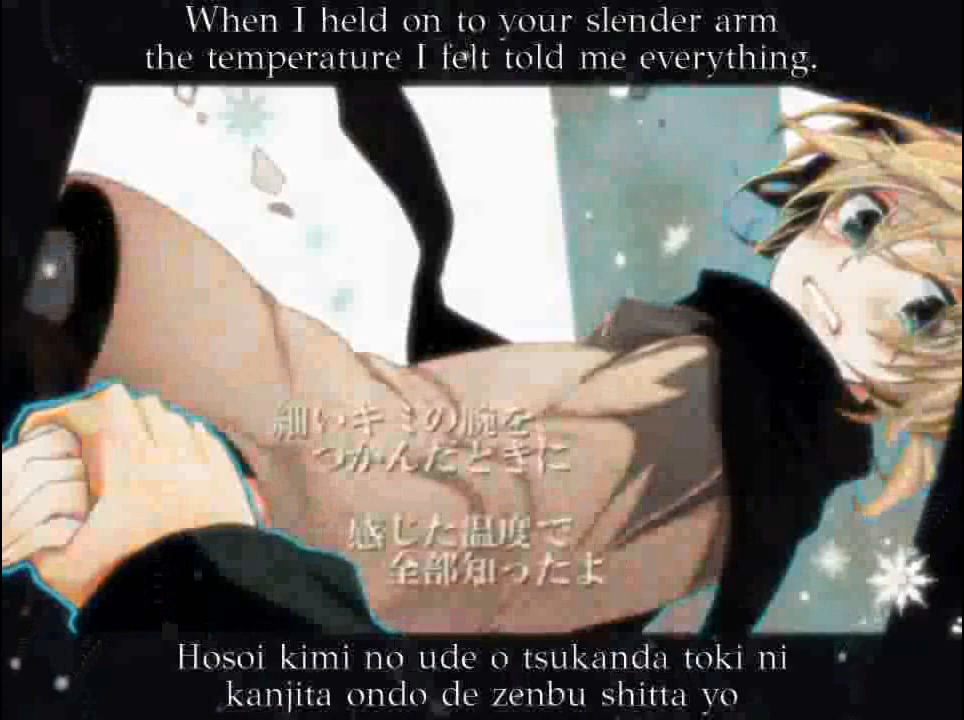 When I held on to your slender arm
the temperature I felt told me everything.
細いキミの腕を
つかんだときに
感じた温度で
全部知ったよ
Hosoi kimi no ude o tsukanda toki ni
kanjita ondo de zenbu shitta yo